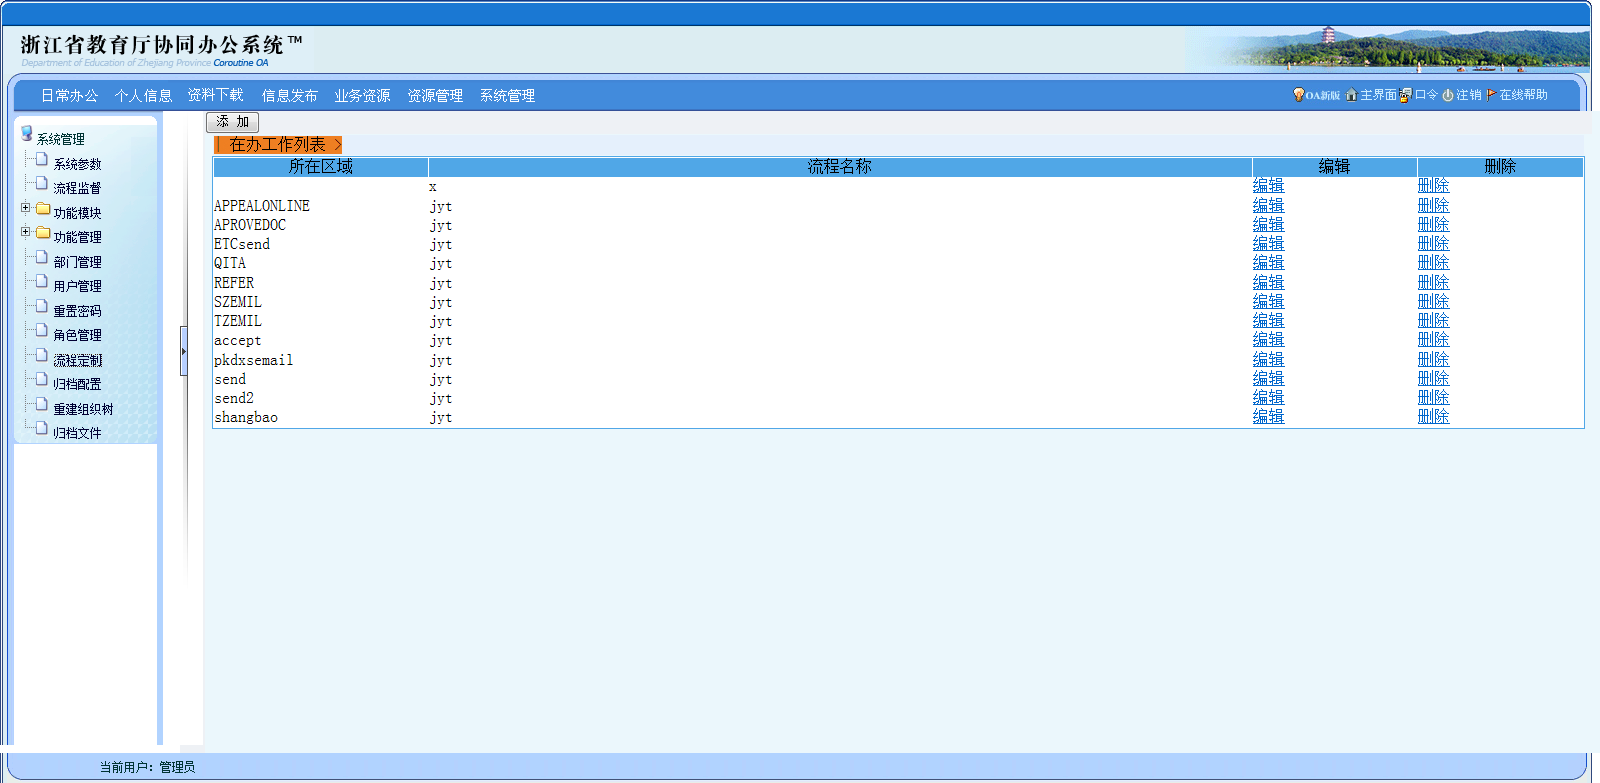 浙江省教育厅协同办公系统™
Department of Education of Zhejiang Province Coroutine OA
日常办公 个人信息 资料下载 信息发布 业务资源 资源管理 系统管理 OA新版 主界面 口令 注销 在线帮助
系统管理
系统参数
流程监督
功能模块
功能管理
部门管理
用户管理
重置密码
角色管理
流程定制
归档配置
重建组织树
归档文件
添 加
| 在办工作列表 >
所在区域 流程名称 编辑 删除
x 编辑 删除
APPEALONLINE jyt 编辑 删除
APROVEDOC jyt 编辑 删除
ETCsend jyt 编辑 删除
QITA jyt 编辑 删除
REFER jyt 编辑 删除
SZEMIL jyt 编辑 删除
TZEMIL jyt 编辑 删除
accept jyt 编辑 删除
pkdxsemail jyt 编辑 删除
send jyt 编辑 删除
send2 jyt 编辑 删除
shangbao jyt 编辑 删除
当前用户：管理员